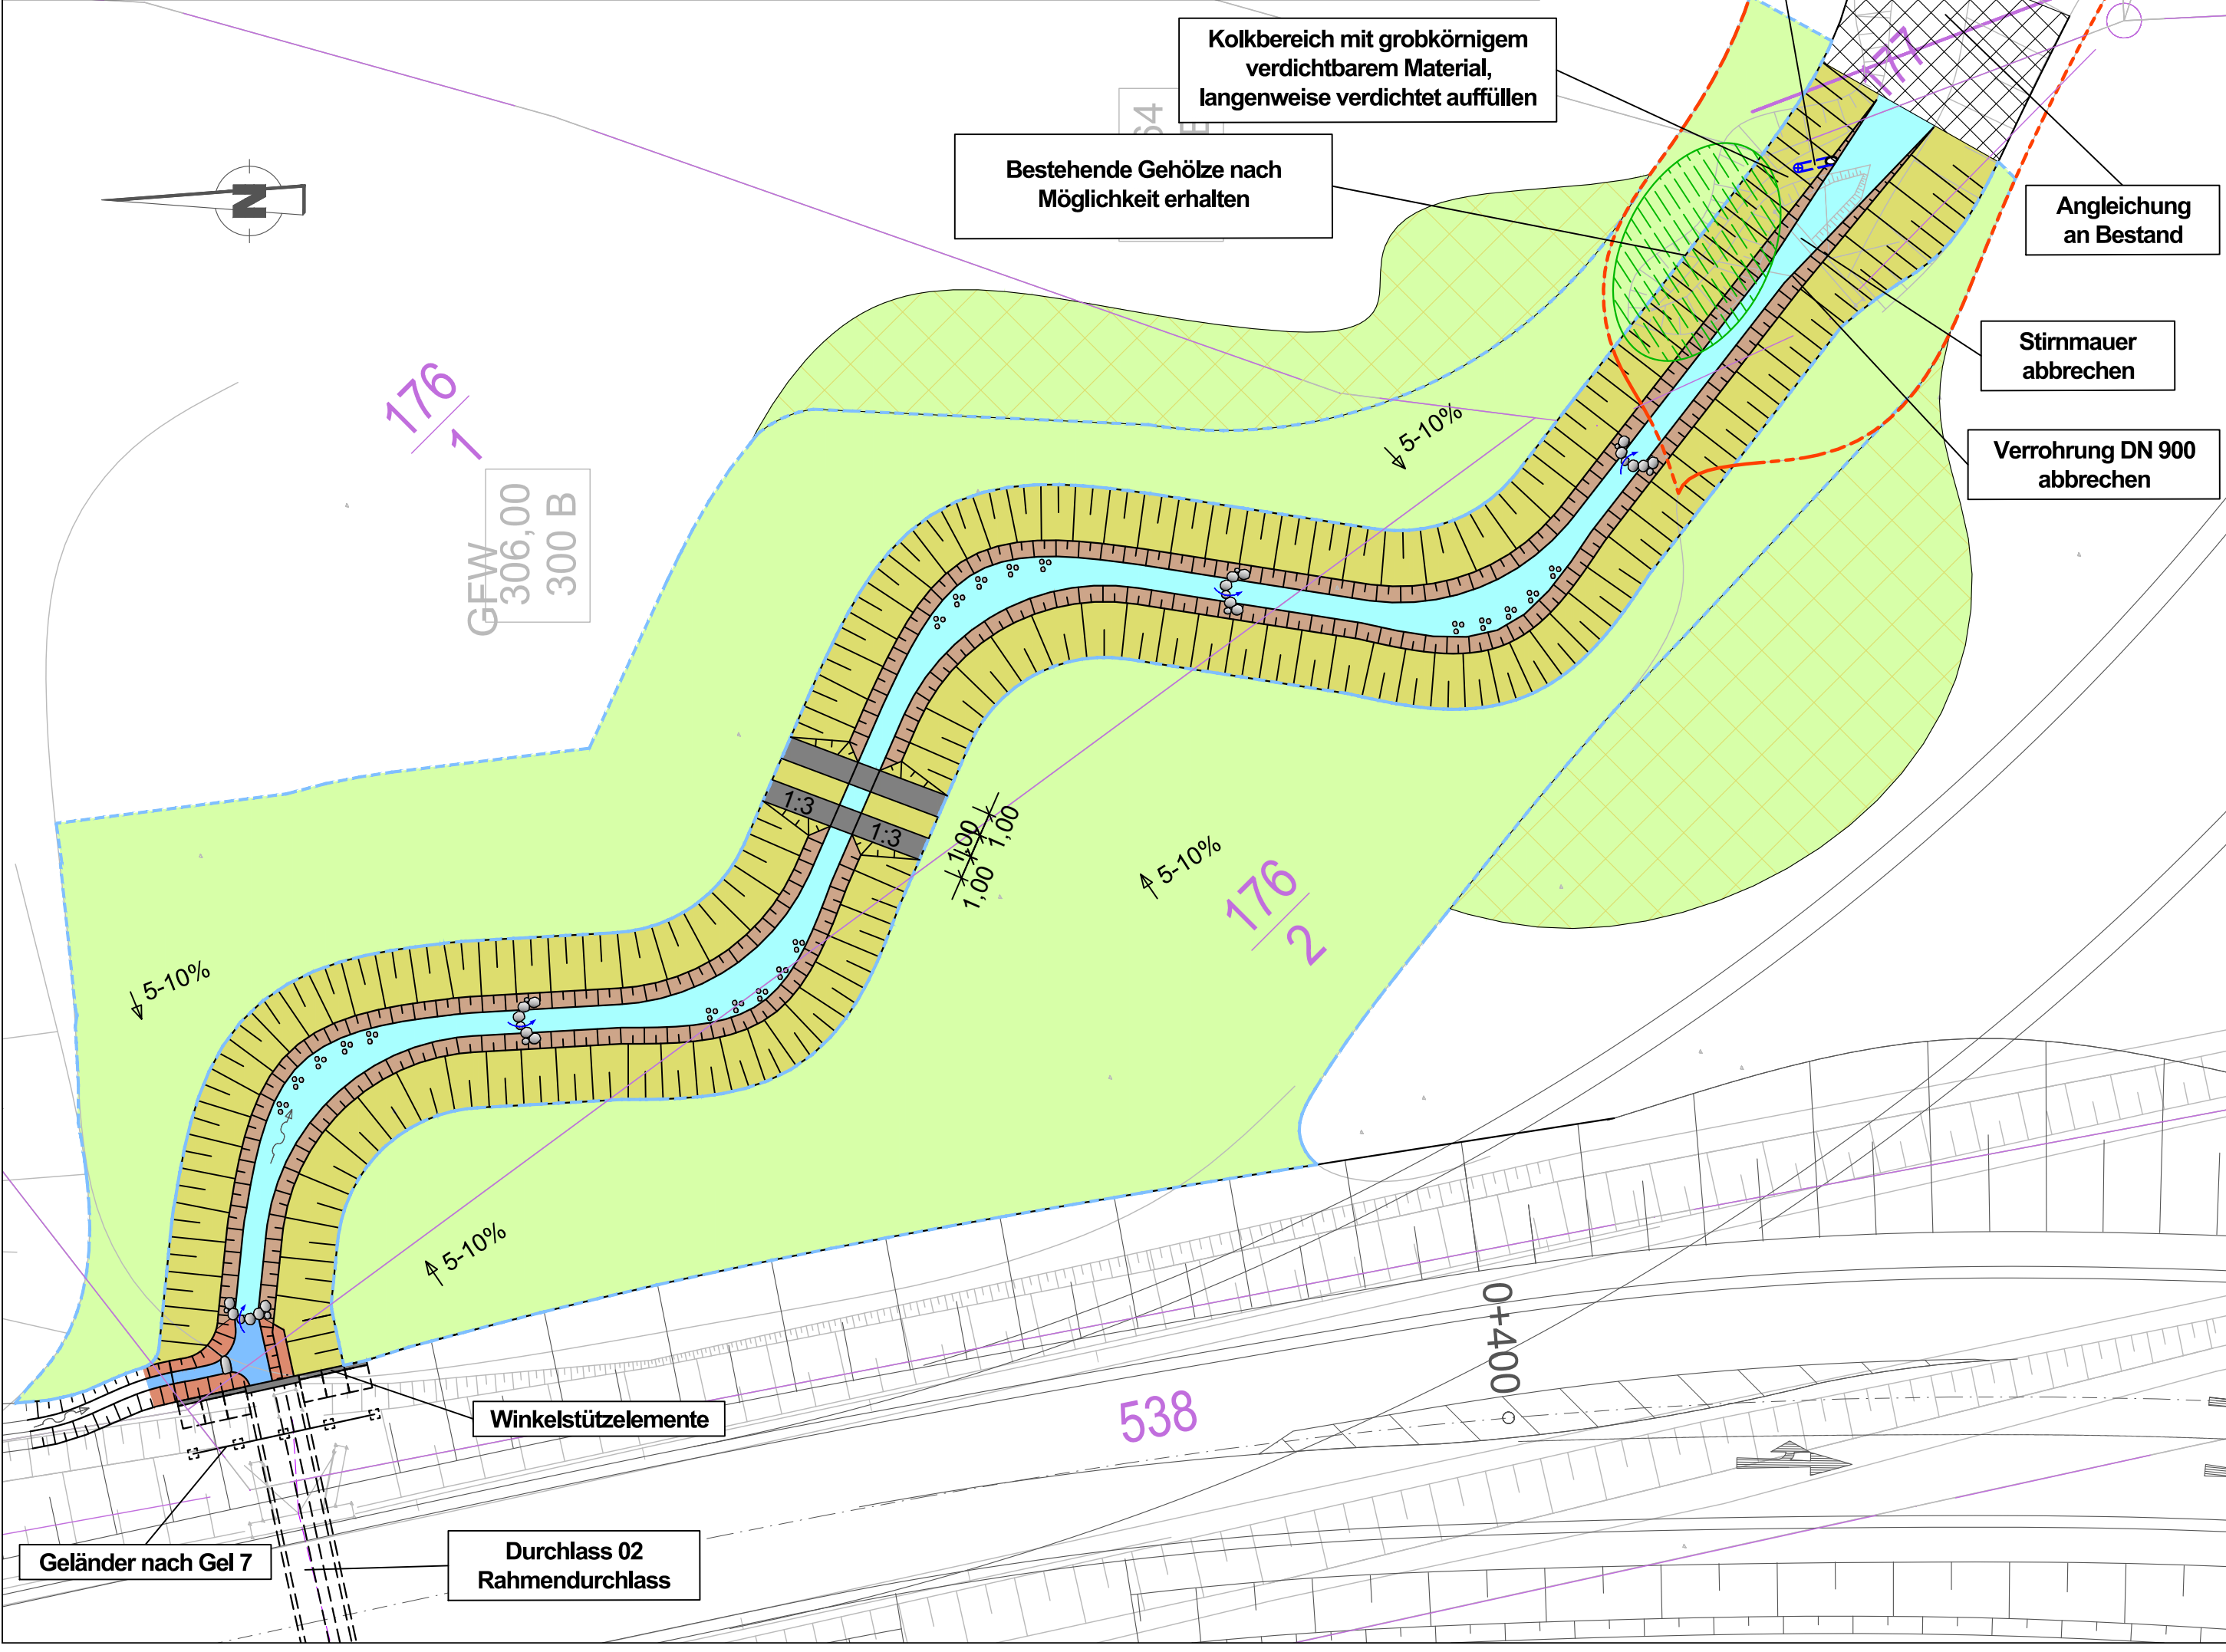 Kolkbereich mit grobkörnigem
verdichtbarem Material,
langenweise verdichtet auffüllen
177
64
Bestehende Gehölze nach
Möglichkeit erhalten
N
Angleichung
an Bestand
Stirnmauer
abbrechen
Verrohrung DN 900
abbrechen
176
1
5-10%
GFW
306,00
300 B
1:3
1:3
1,00
1,00
1,00
5-10%
176
2
5-10%
5-10%
0+400
538
Winkelstützelemente
Geländer nach Gel 7
Durchlass 02
Rahmendurchlass